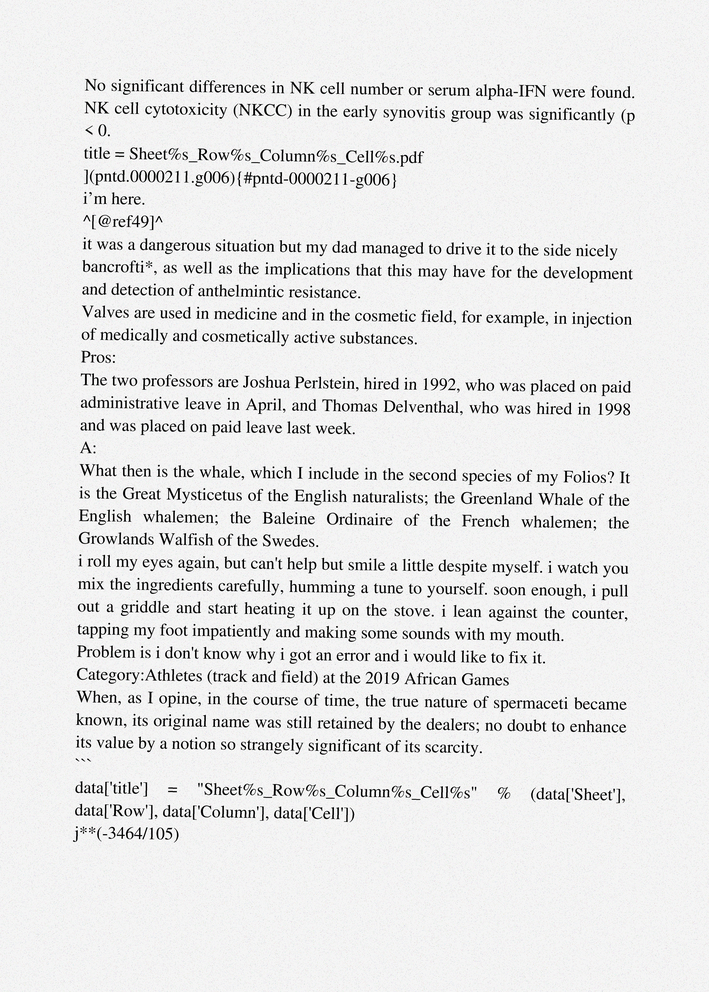 No significant differences in NK cell number or serum alpha-IFN were found.
NK cell cytotoxicity (NKCC) in the early synovitis group was significantly (p
< 0.
title = Sheet%s_Row%s_Column%s_Cell%s.pdf
](pntd.0000211.g006){#pntd-0000211-g006}
i’m here.
^[@ref49]^
it was a dangerous situation but my dad managed to drive it to the side nicely
bancrofti*, as well as the implications that this may have for the development
and detection of anthelmintic resistance.
Valves are used in medicine and in the cosmetic field, for example, in injection
of medically and cosmetically active substances.
Pros:
The two professors are Joshua Perlstein, hired in 1992, who was placed on paid
administrative leave in April, and Thomas Delventhal, who was hired in 1998
and was placed on paid leave last week.
A:
What then is the whale, which I include in the second species of my Folios? It
is the Great Mysticetus of the English naturalists; the Greenland Whale of the
English whalemen; the Baleine Ordinaire of the French whalemen; the
Growlands Walfish of the Swedes.
i roll my eyes again, but can't help but smile a little despite myself. i watch you
mix the ingredients carefully, humming a tune to yourself. soon enough, i pull
out a griddle and start heating it up on the stove. i lean against the counter,
tapping my foot impatiently and making some sounds with my mouth.
Problem is i don't know why i got an error and i would like to fix it.
Category:Athletes (track and field) at the 2019 African Games
When, as I opine, in the course of time, the true nature of spermaceti became
known, its original name was still retained by the dealers; no doubt to enhance
its value by a notion so strangely significant of its scarcity.
```
data['title'] = "Sheet%s_Row%s_Column%s_Cell%s" % (data['Sheet'],
data['Row'], data['Column'], data['Cell'])
j**(-3464/105)